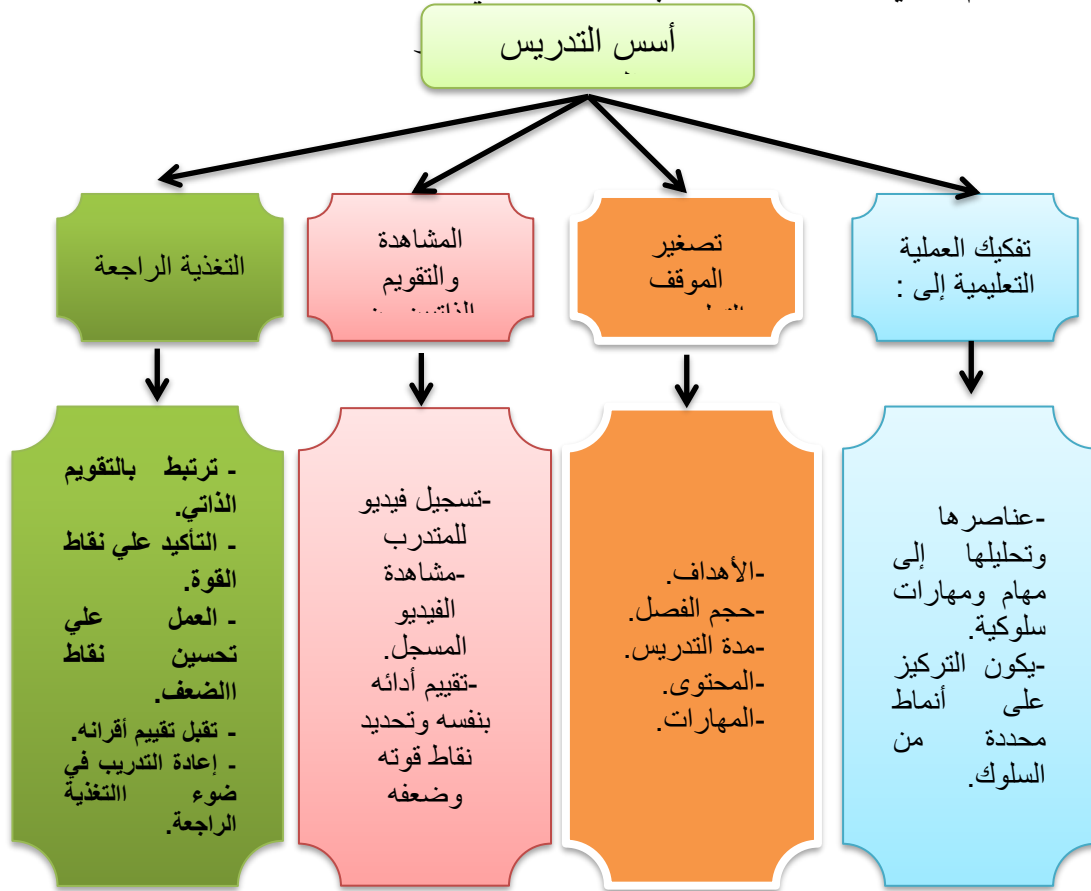 أسس التدريس
تفكيك العملية
التعليمية إلى :
تصغير
الموقف
المشاهدة
والتقويم
التغذية الراجعة
-عناصرها
وتحليلها إلى
مهام ومهارات
سلوكية.
-يكون التركيز
على أنماط
محددة من
السلوك.
-الأهداف.
-حجم الفصل.
-مدة التدريس.
-المحتوى.
-المهارات.
-تسجيل فيديو
للمتدرب
-مشاهدة
الفيديو
المسجل.
-تقييم أدائه
بنفسه وتحديد
نقاط قوته
وضعفه
- ترتبط بالتقويم
الذاتي.
- التأكيد علي نقاط
القوة.
- العمل علي
تحسين نقاط
االضعف.
- تقبل تقييم أقرانه.
- إعادة التدريب في
ضوء االتغذية
الراجعة.